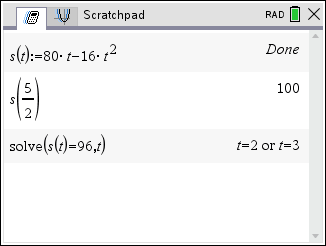 Scratchpad RAD
s(t):=80·t−16·t² Done
s(5/2) 100
solve(s(t)=96,t) t=2 or t=3